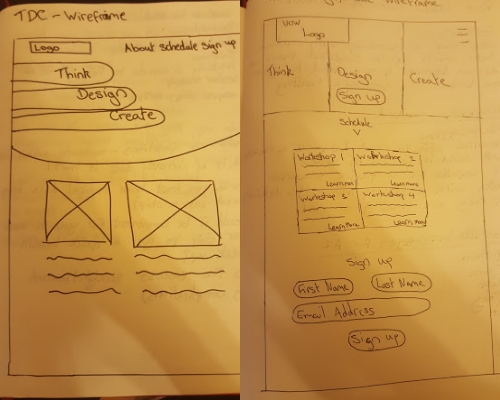 TDC - Wireframe
Logo
About schedule sign up
Think
Design
Create
Wireframe
Logo
Think
Design
Create
Sign up
Schedule
Workshop 1
Workshop 2
Learn more
Learn more
Workshop 3
Workshop 4
Learn more
Learn more
Sign up
First Name
Last Name
Email Address
Sign up